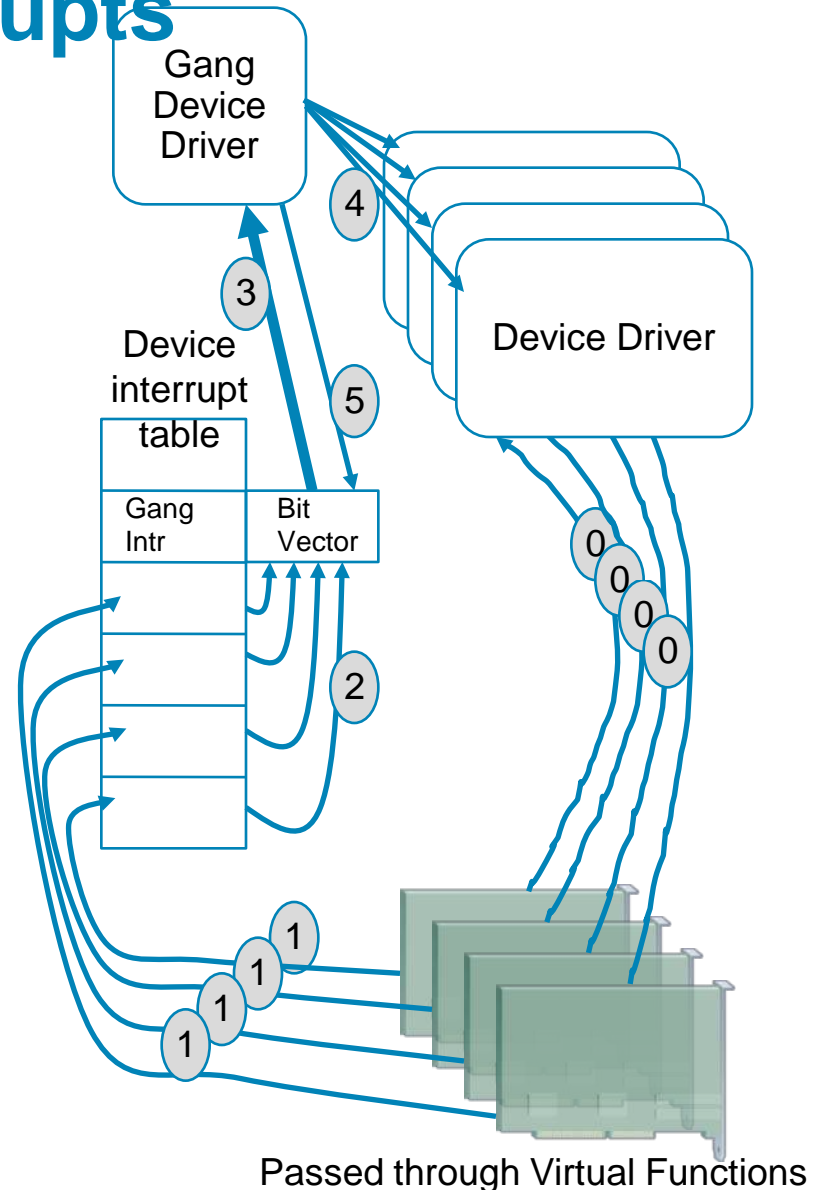 upts
Gang
Device
Driver
4
3
Device Driver
Device
interrupt
table
5
Gang
Intr
Bit
Vector
0
0
0
0
2
1
1
1
1
Passed through Virtual Functions